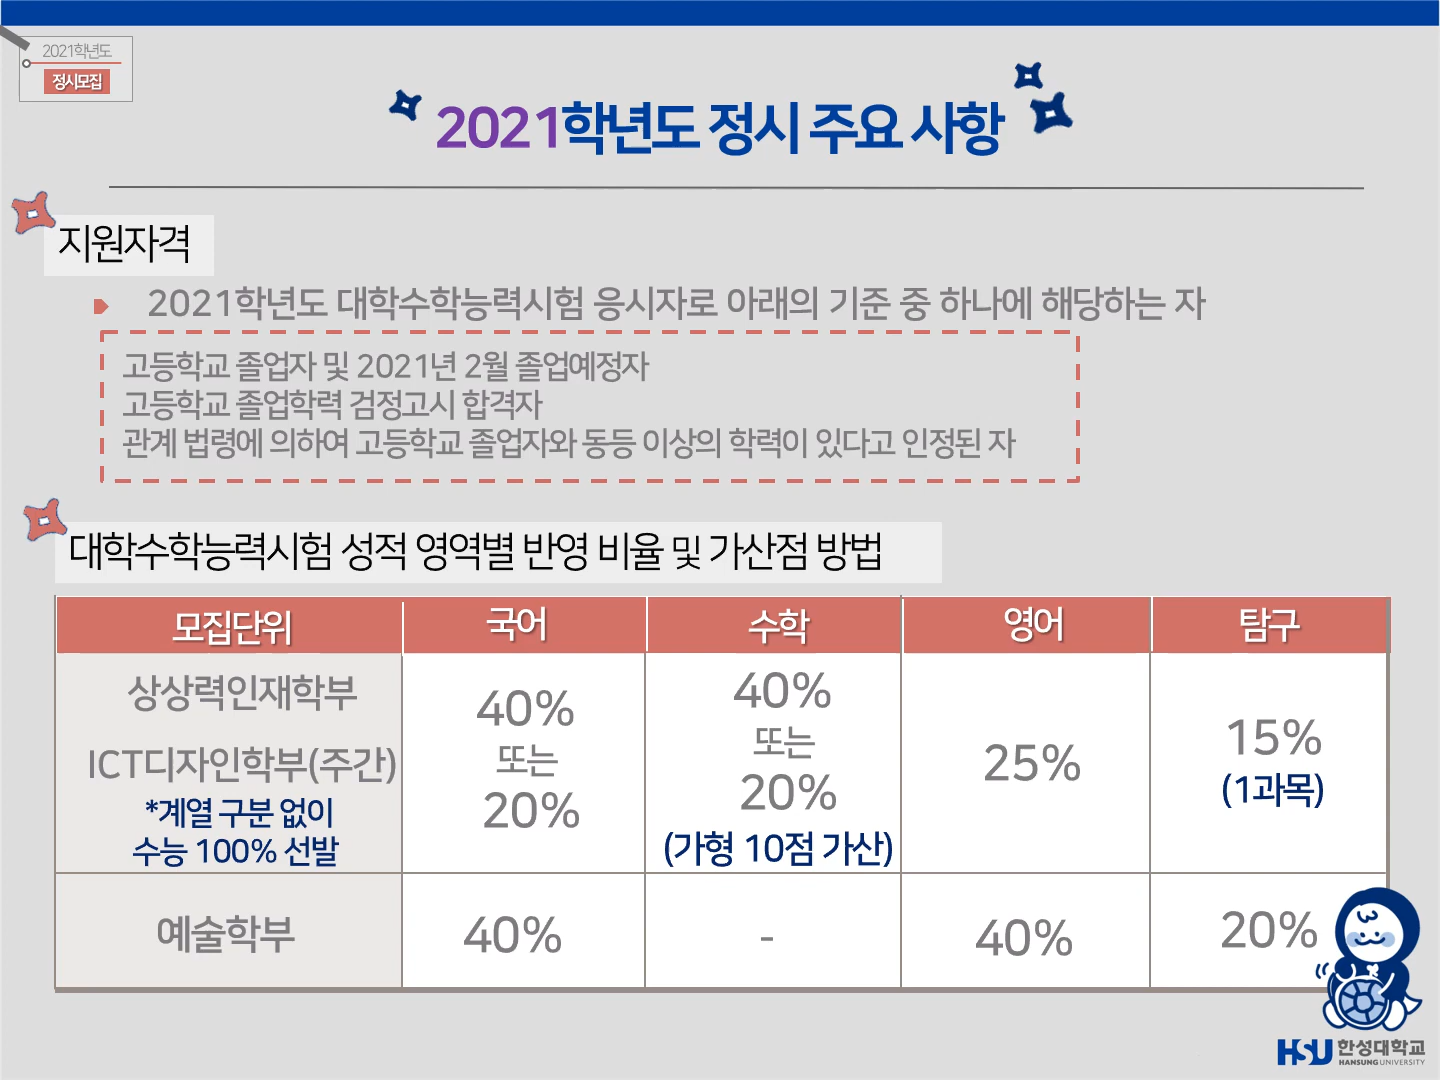 2021학년도
정시모집
2021학년도 정시 주요 사항
지원자격
2021학년도 대학수학능력시험 응시자로 아래의 기준 중 하나에 해당하는 자
고등학교 졸업자 및 2021년 2월 졸업예정자
고등학교 졸업학력 검정고시 합격자
관계 법령에 의하여 고등학교 졸업자와 동등 이상의 학력이 있다고 인정된 자
대학수학능력시험 성적 영역별 반영 비율 및 가산점 방법
모집단위 국어 수학 영어 탐구
상상력인재학부
ICT디자인학부(주간)
*계열 구분 없이
수능 100% 선발
40%
또는
20%
40%
또는
20%
(가형 10점 가산)
25%
15%
(1과목)
예술학부 40% - 40% 20%
HSU 한성대학교
HANSUNG UNIVERSITY